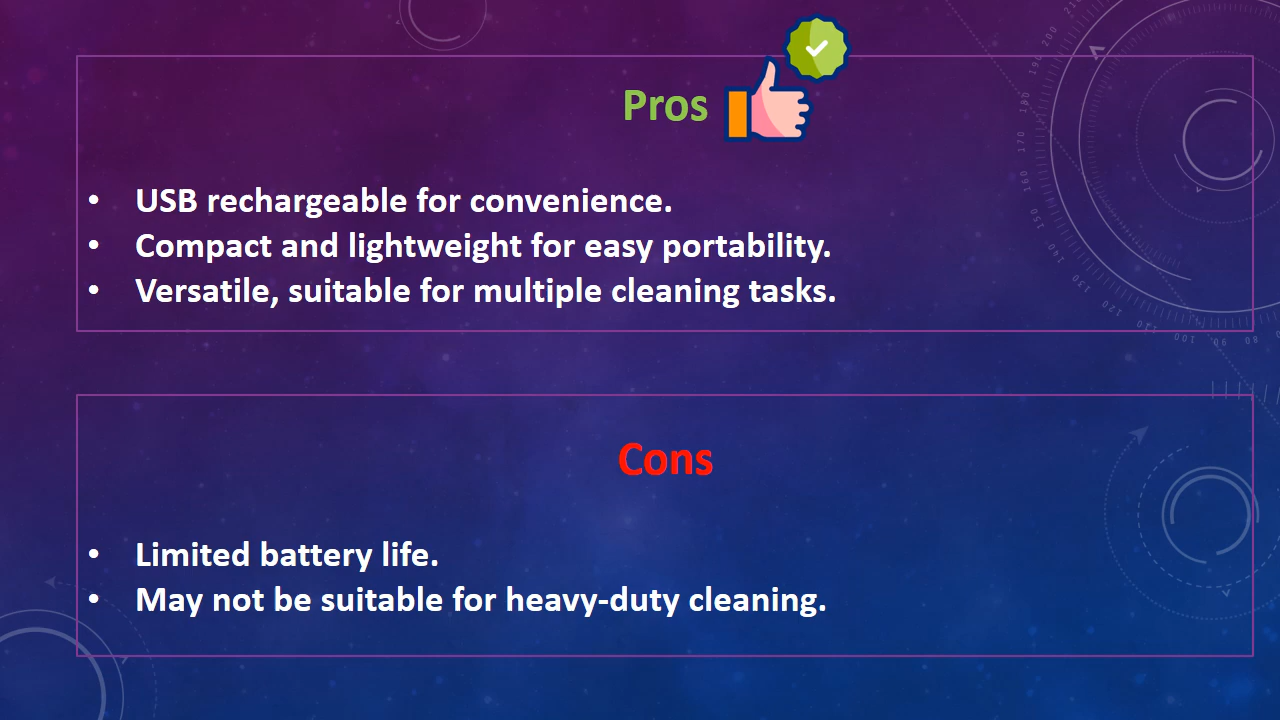 Pros
• USB rechargeable for convenience.
• Compact and lightweight for easy portability.
• Versatile, suitable for multiple cleaning tasks.
Cons
• Limited battery life.
• May not be suitable for heavy-duty cleaning.